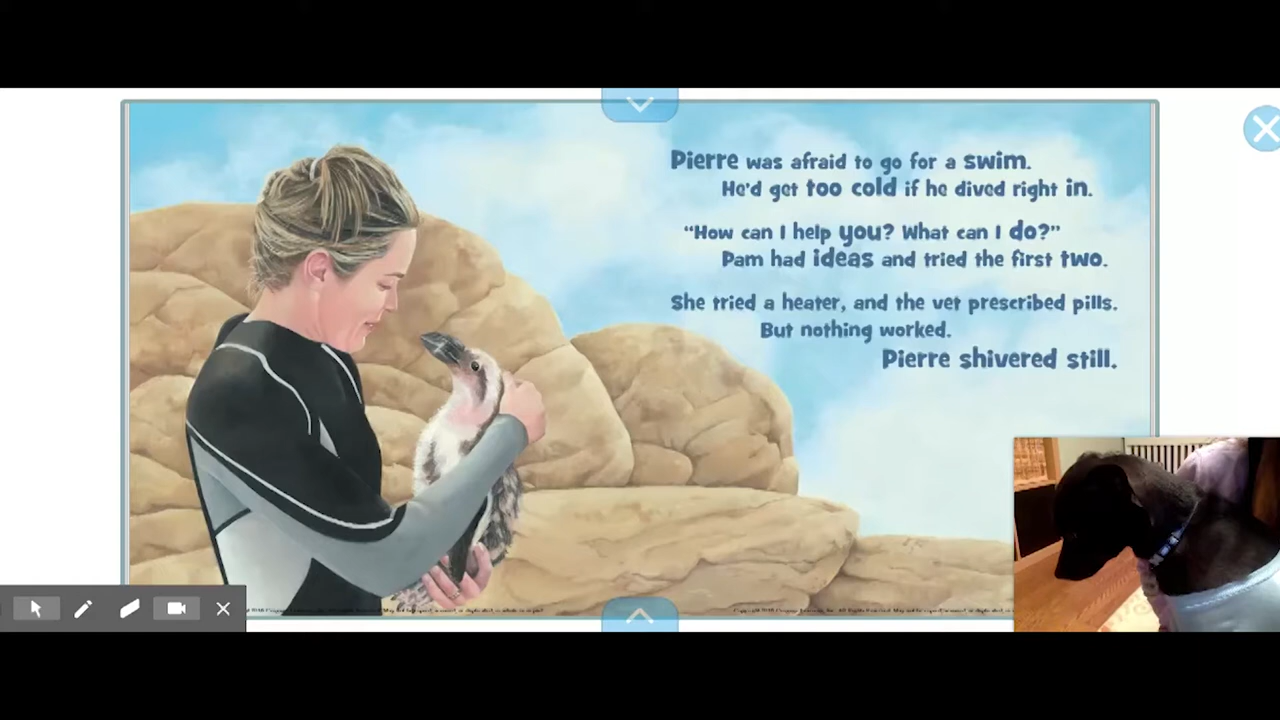 Pierre was afraid to go for a swim.
He'd get too cold if he dived right in.
"How can I help you? What can I do?"
Pam had ideas and tried the first two.
She tried a heater, and the vet prescribed pills.
But nothing worked.
Pierre shivered still.